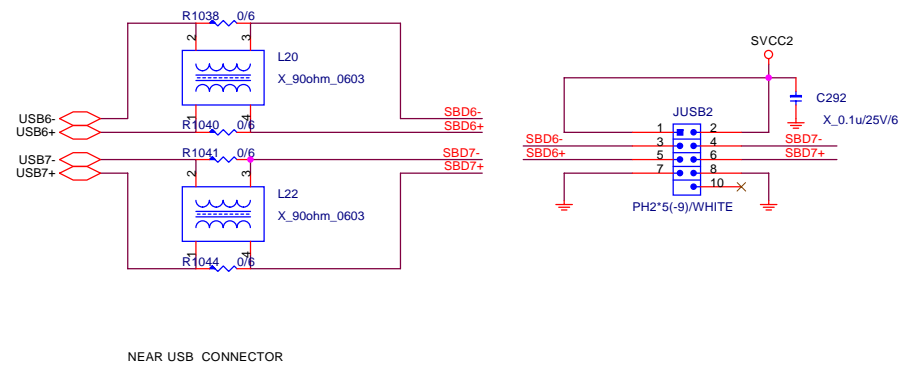 R1038 0/6
2 3
L20
X_90ohm_0603
USB6-
USB6+
1 4
R1040 0/6
SBD6-
SBD6+
USB7-
USB7+
R1041 0/6
SBD7-
SBD7+
2 3
L22
X_90ohm_0603
1 4
R1044 0/6
SVCC2
C292
X_0.1u/25V/6
JUSB2
1 2
SBD6- 3 4 SBD7-
SBD6+ 5 6 SBD7+
7 8
10
PH2*5(-9)/WHITE
NEAR USB CONNECTOR